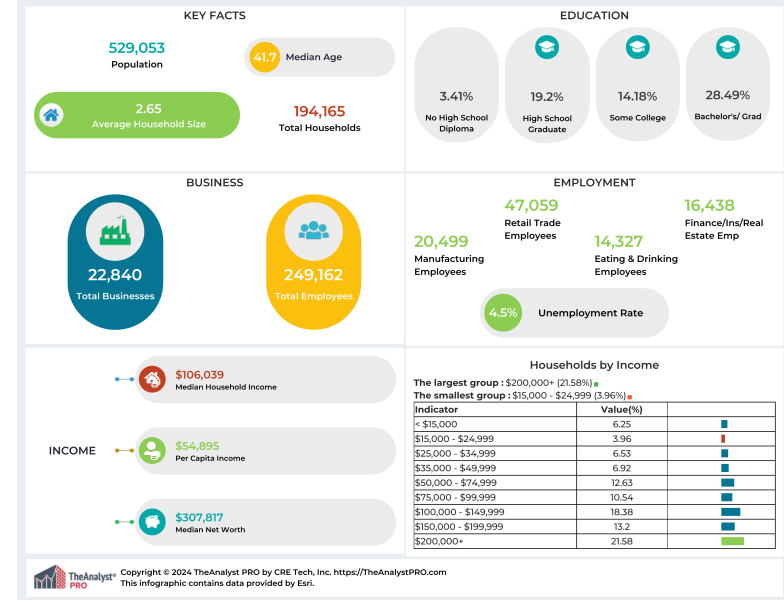 KEY FACTS
529,053
Population
41.7
Median Age
2.65
Average Household Size
194,165
Total Households
EDUCATION
3.41%
No High School
Diploma
19.2%
High School
Graduate
14.18%
Some College
28.49%
Bachelor's/ Grad
BUSINESS
22,840
Total Businesses
249,162
Total Employees
EMPLOYMENT
20,499
Manufacturing
Employees
47,059
Retail Trade
Employees
14,327
Eating & Drinking
Employees
16,438
Finance/Ins/Real
Estate Emp
4.5%
Unemployment Rate
INCOME
$106,039
Median Household Income
$54,895
Per Capita Income
$307,817
Median Net Worth
Households by Income
The largest group : $200,000+ (21.58%)
The smallest group : $15,000 - $24,999 (3.96%)
Indicator Value(%)
< $15,000 6.25
$15,000 - $24,999 3.96
$25,000 - $34,999 6.53
$35,000 - $49,999 6.92
$50,000 - $74,999 12.63
$75,000 - $99,999 10.54
$100,000 - $149,999 18.38
$150,000 - $199,999 13.2
$200,000+ 21.58
TheAnalyst®
PRO
Copyright © 2024 TheAnalyst PRO by CRE Tech, Inc. https://TheAnalystPRO.com
This infographic contains data provided by Esri.